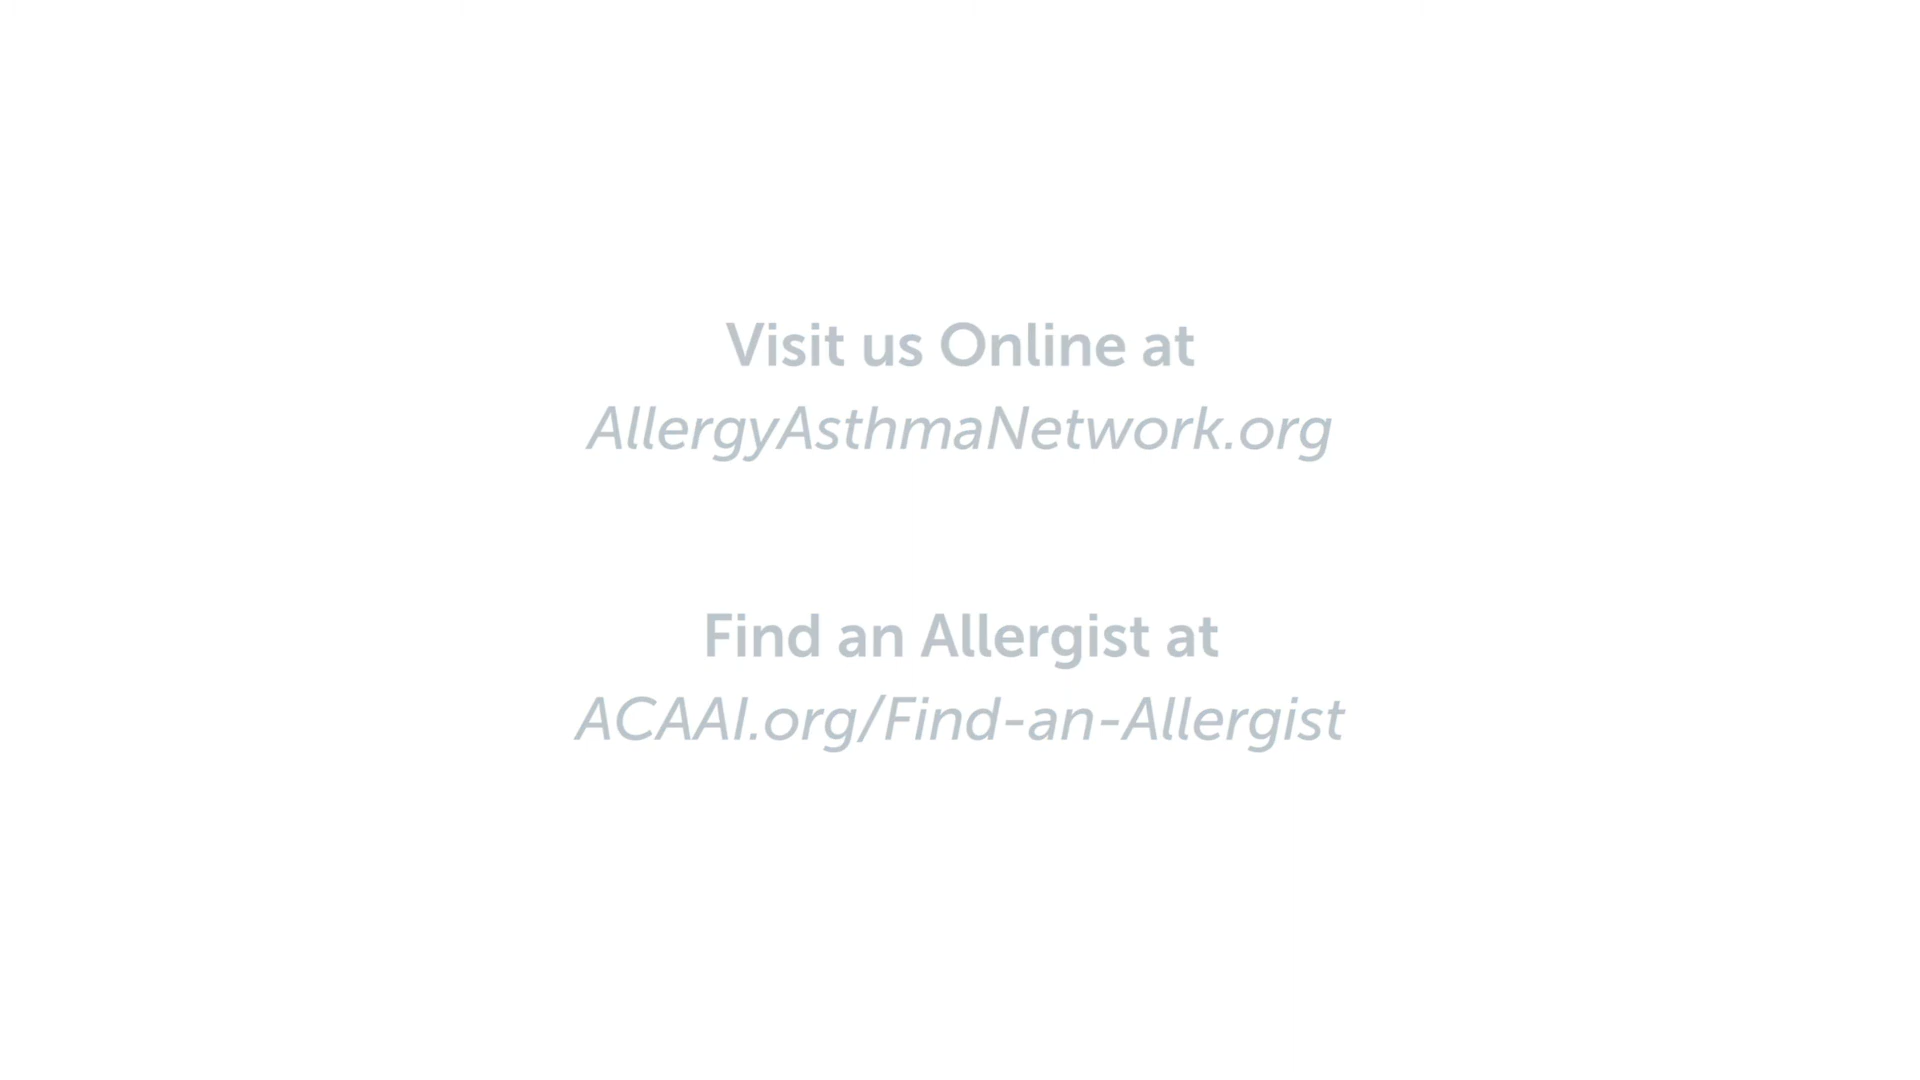 Visit us Online at
AllergyAsthmaNetwork.org
Find an Allergist at
ACAAI.org/Find-an-Allergist